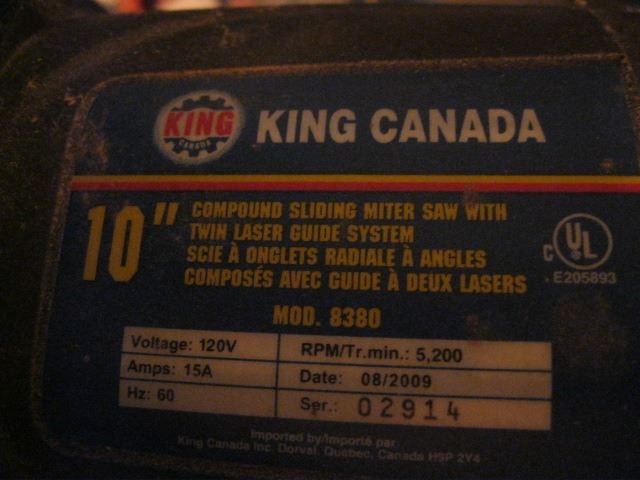 KING
CANADA
KING CANADA
10" COMPOUND SLIDING MITER SAW WITH
TWIN LASER GUIDE SYSTEM
SCIE À ONGLETS RADIALE À ANGLES
COMPOSÉS AVEC GUIDE À DEUX LASERS
C UL
E205893
MOD. 8380
Voltage: 120V
RPM/Tr.min.: 5,200
Amps: 15A
Date: 08/2009
Hz: 60
Ser.: 02914
Imported by/Importé par:
King Canada Inc. Dorval, Quebec, Canada H9P 2Y4